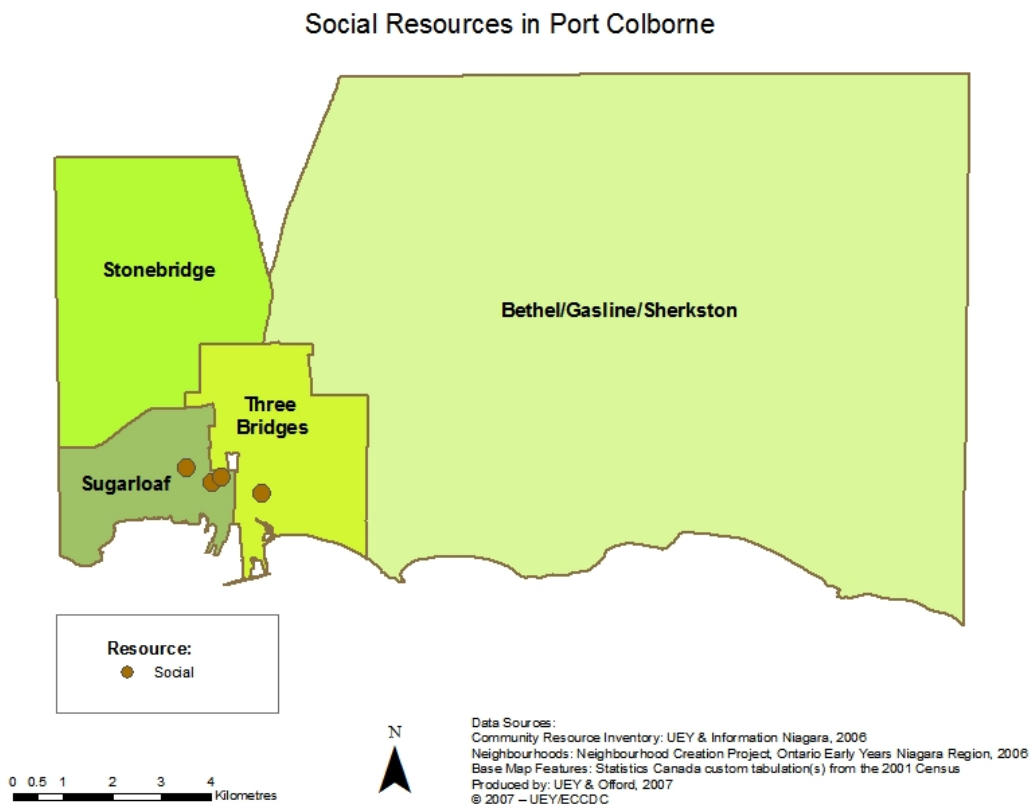 Social Resources in Port Colborne
Stonebridge
Bethel/Gasline/Sherkston
Three
Bridges
Sugarloaf
Resource:
Social
N
0 0.5 1 2 3 4
Kilometres
Data Sources:
Community Resource Inventory: UEY & Information Niagara, 2006
Neighbourhoods: Neighbourhood Creation Project, Ontario Early Years Niagara Region, 2006
Base Map Features: Statistics Canada custom tabulation(s) from the 2001 Census
Produced by: UEY & Offord, 2007
© 2007 – UEY/ECCDC